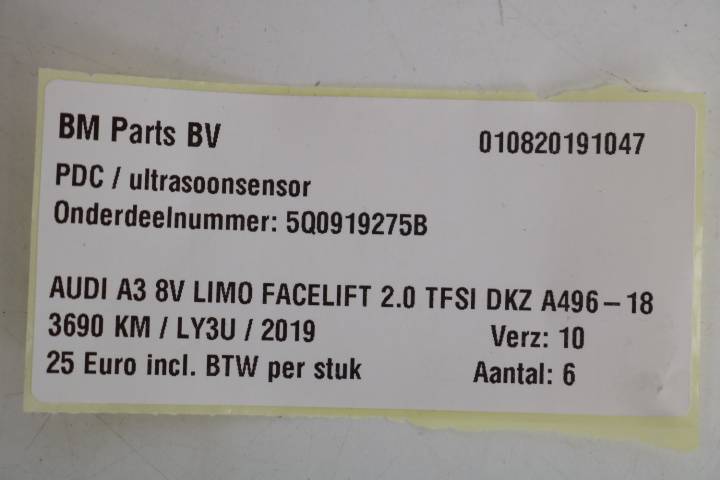 BM Parts BV 010820191047
PDC / ultrasoonsensor
Onderdeelnummer: 5Q0919275B
AUDI A3 8V LIMO FACELIFT 2.0 TFSI DKZ A496-18
3690 KM / LY3U / 2019 Verz: 10
25 Euro incl. BTW per stuk Aantal: 6